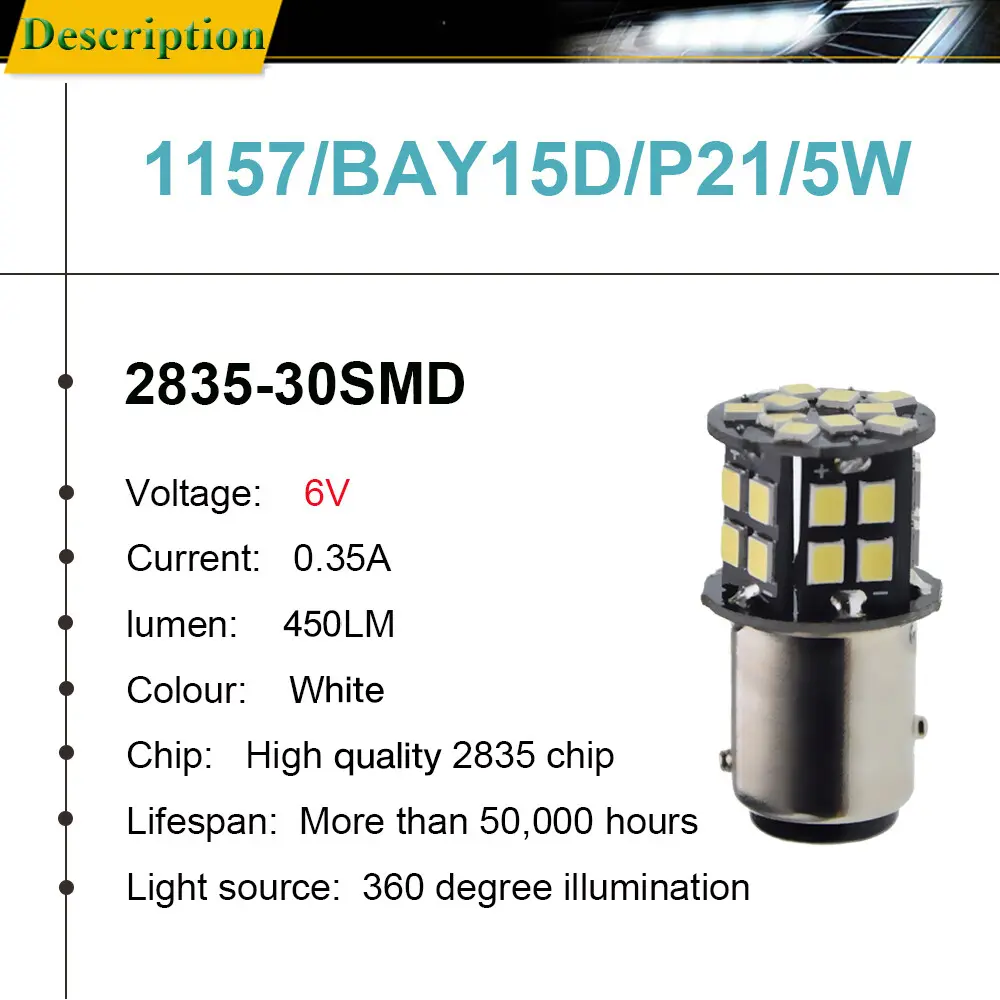 Description
1157/BAY15D/P21/5W
2835-30SMD
Voltage: 6V
Current: 0.35A
lumen: 450LM
Colour: White
Chip: High quality 2835 chip
Lifespan: More than 50,000 hours
Light source: 360 degree illumination